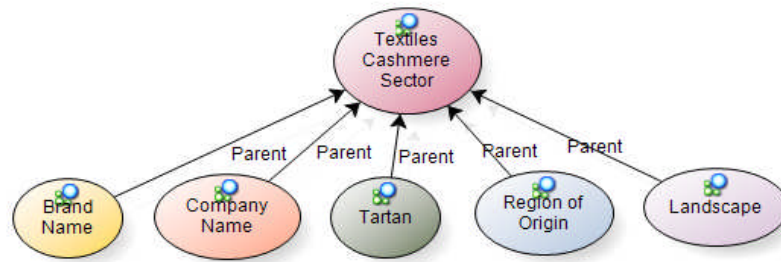 Textiles
Cashmere
Sector
Parent
Parent
Parent
Parent
Parent
Brand
Name
Company
Name
Tartan
Region of
Origin
Landscape